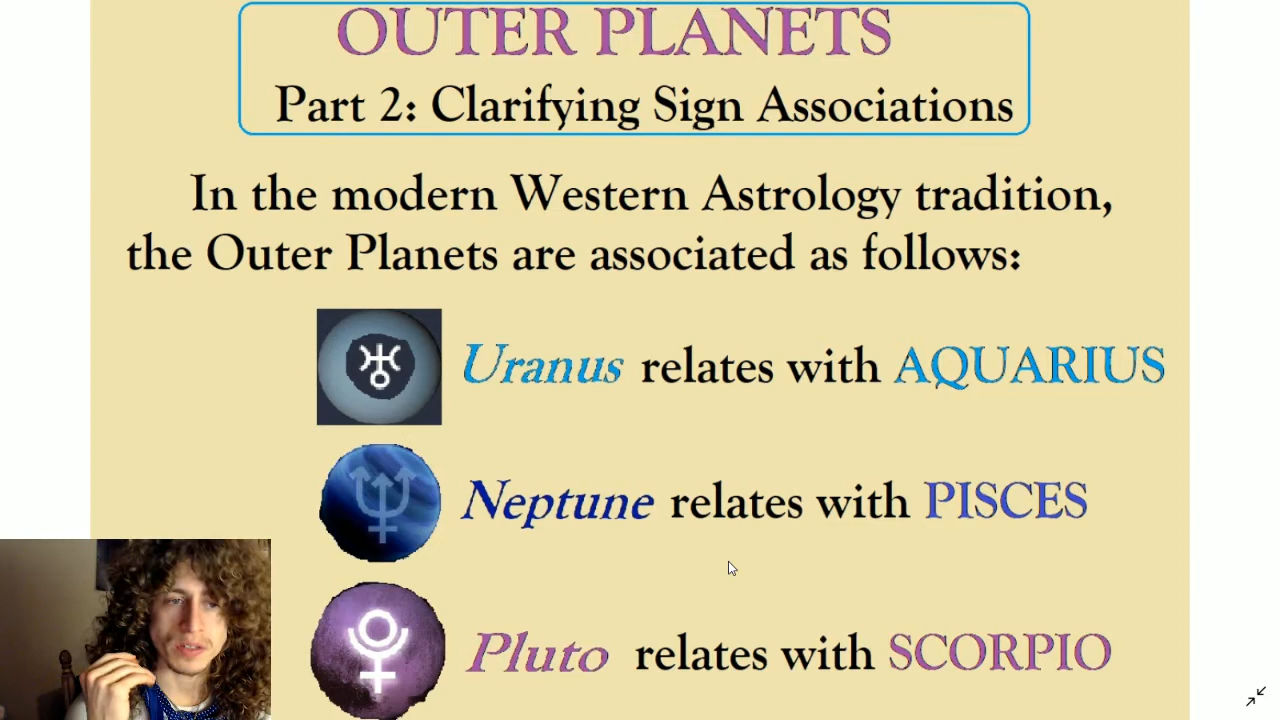 OUTER PLANETS
Part 2: Clarifying Sign Associations
In the modern Western Astrology tradition,
the Outer Planets are associated as follows:
Uranus relates with AQUARIUS
Neptune relates with PISCES
Pluto relates with SCORPIO